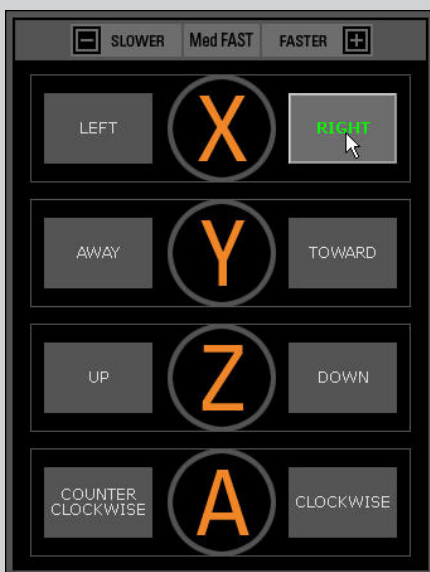 SLOWER Med FAST FASTER
LEFT X RIGHT
AWAY Y TOWARD
UP Z DOWN
COUNTER
CLOCKWISE A CLOCKWISE